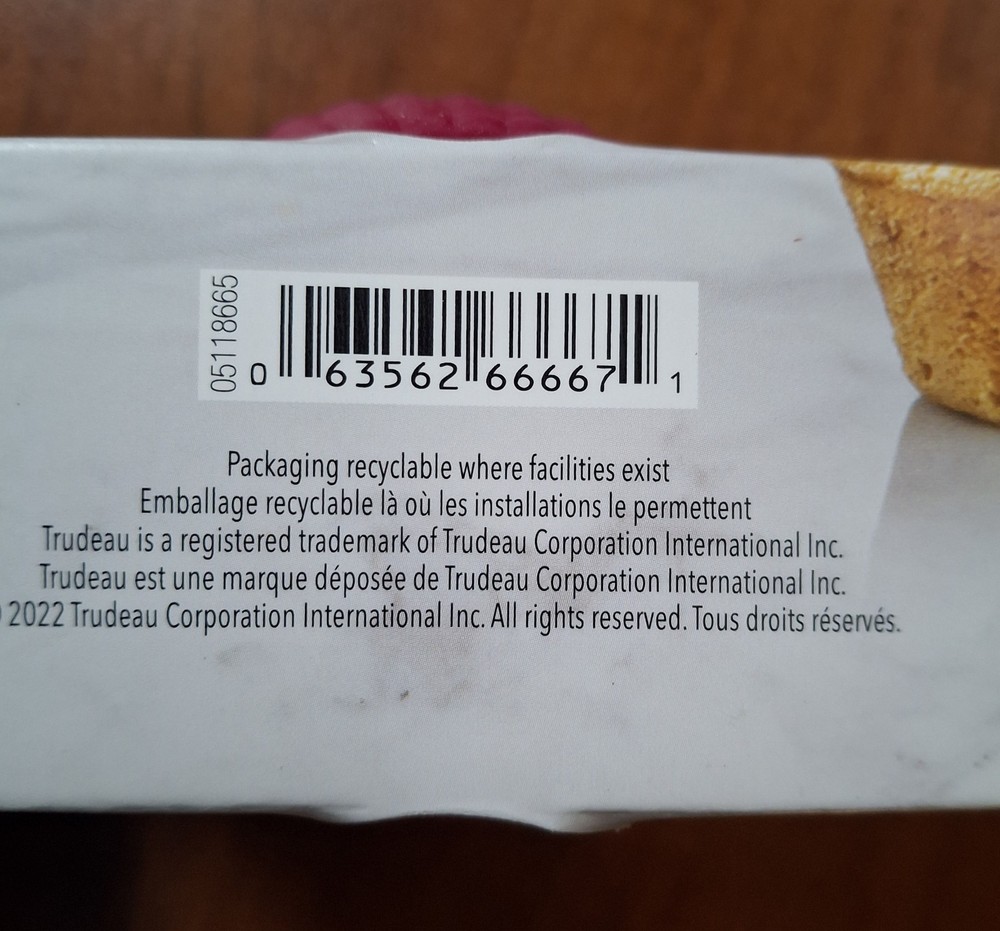 05118665
0 63562 66667 1
Packaging recyclable where facilities exist
Emballage recyclable là où les installations le permettent
Trudeau is a registered trademark of Trudeau Corporation International Inc.
Trudeau est une marque déposée de Trudeau Corporation International Inc.
2022 Trudeau Corporation International Inc. All rights reserved. Tous droits réservés.